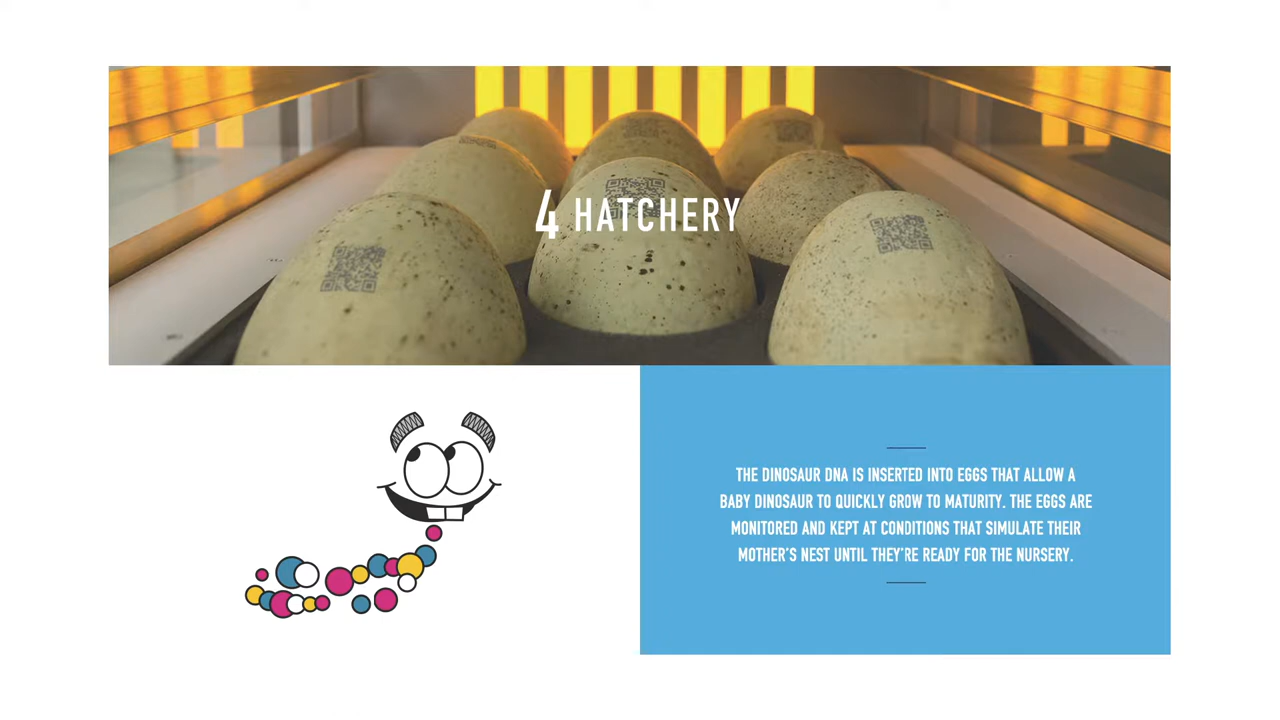 4 HATCHERY
THE DINOSAUR DNA IS INSERTED INTO EGGS THAT ALLOW A
BABY DINOSAUR TO QUICKLY GROW TO MATURITY. THE EGGS ARE
MONITORED AND KEPT AT CONDITIONS THAT SIMULATE THEIR
MOTHER'S NEST UNTIL THEY'RE READY FOR THE NURSERY.